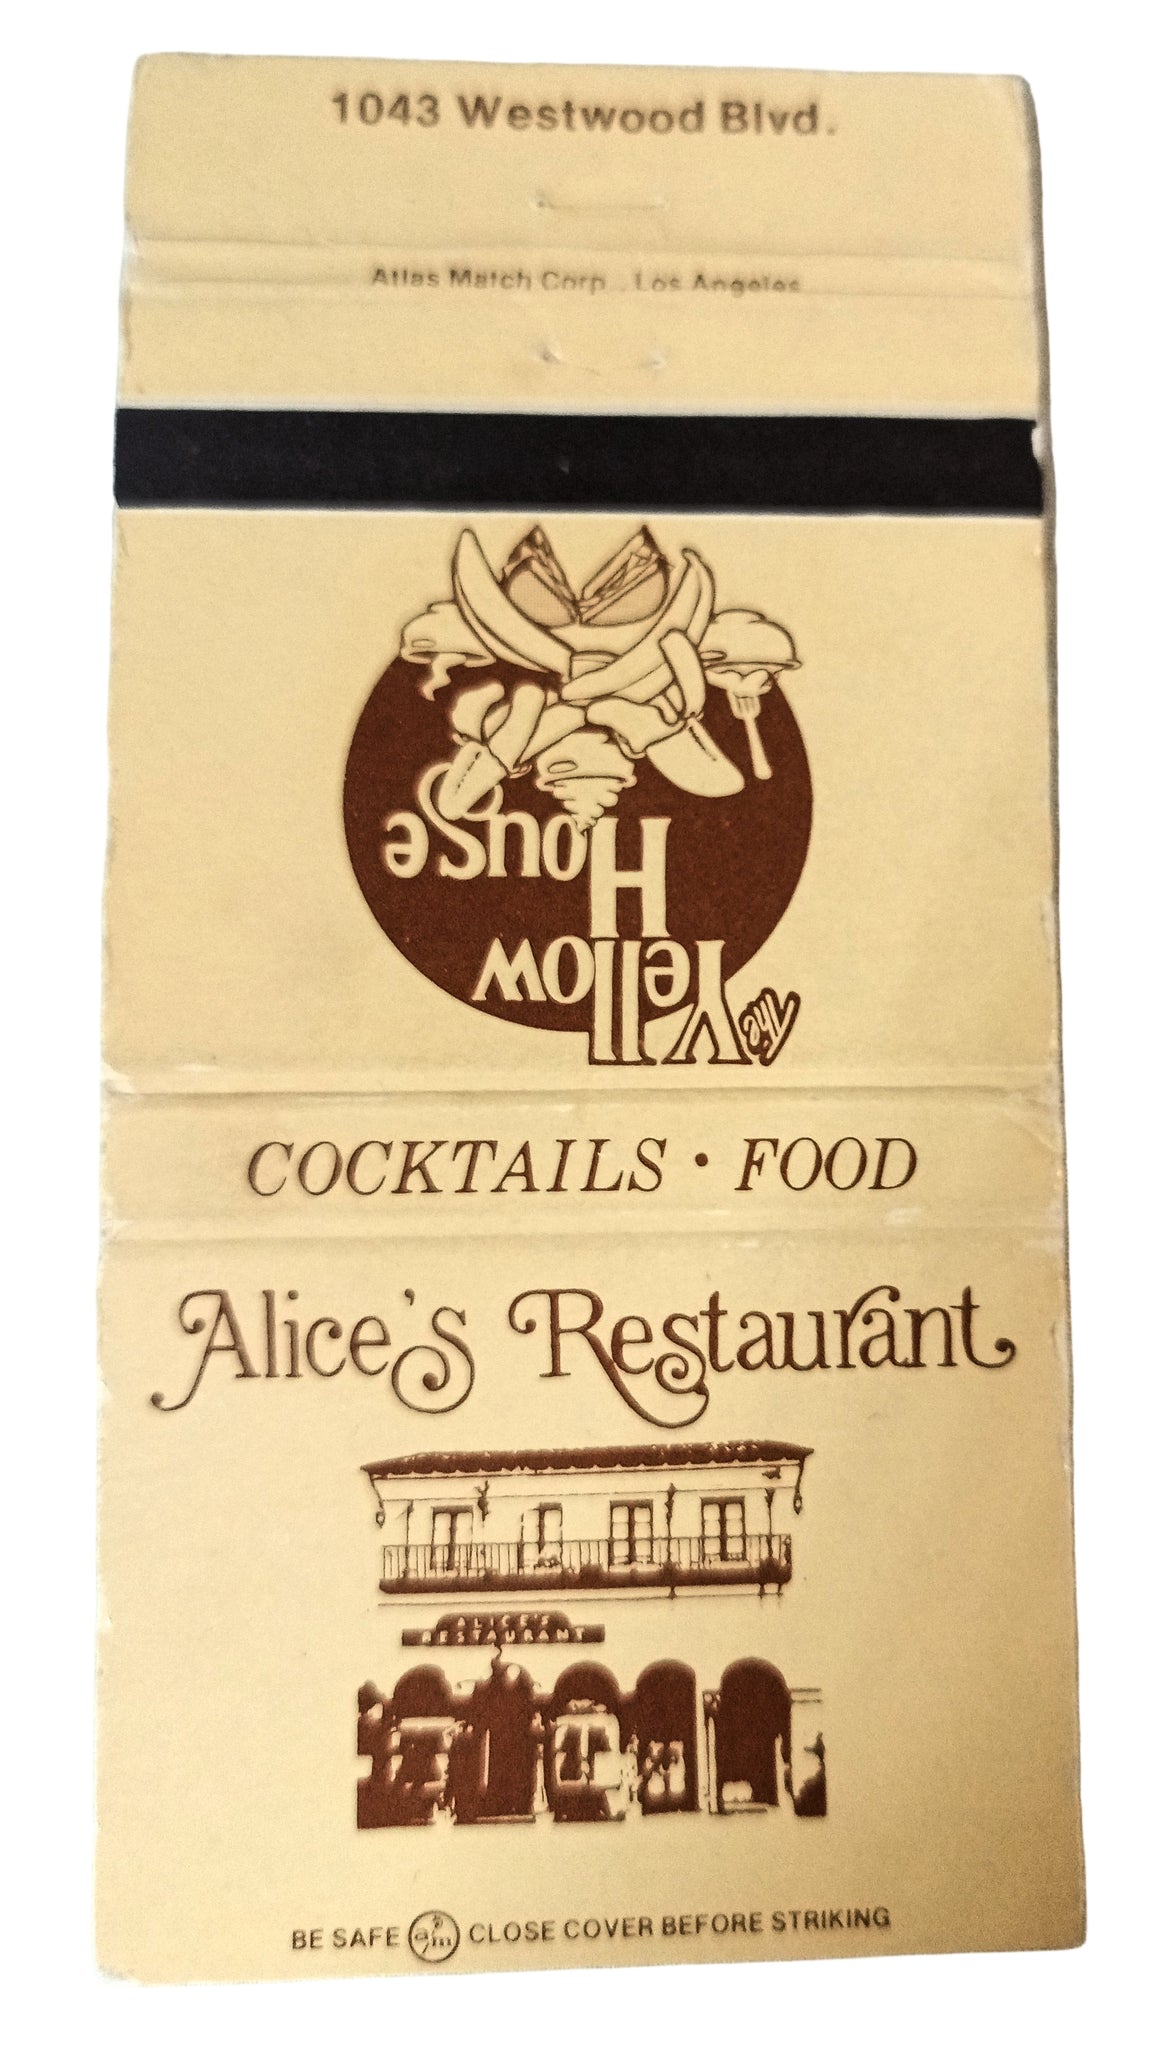 1043 Westwood Blvd.
Atlas Match Corp., Los Angeles
The
Yellow
House
COCKTAILS · FOOD
Alice's Restaurant
ALICE'S
RESTAURANT
BE SAFE CLOSE COVER BEFORE STRIKING